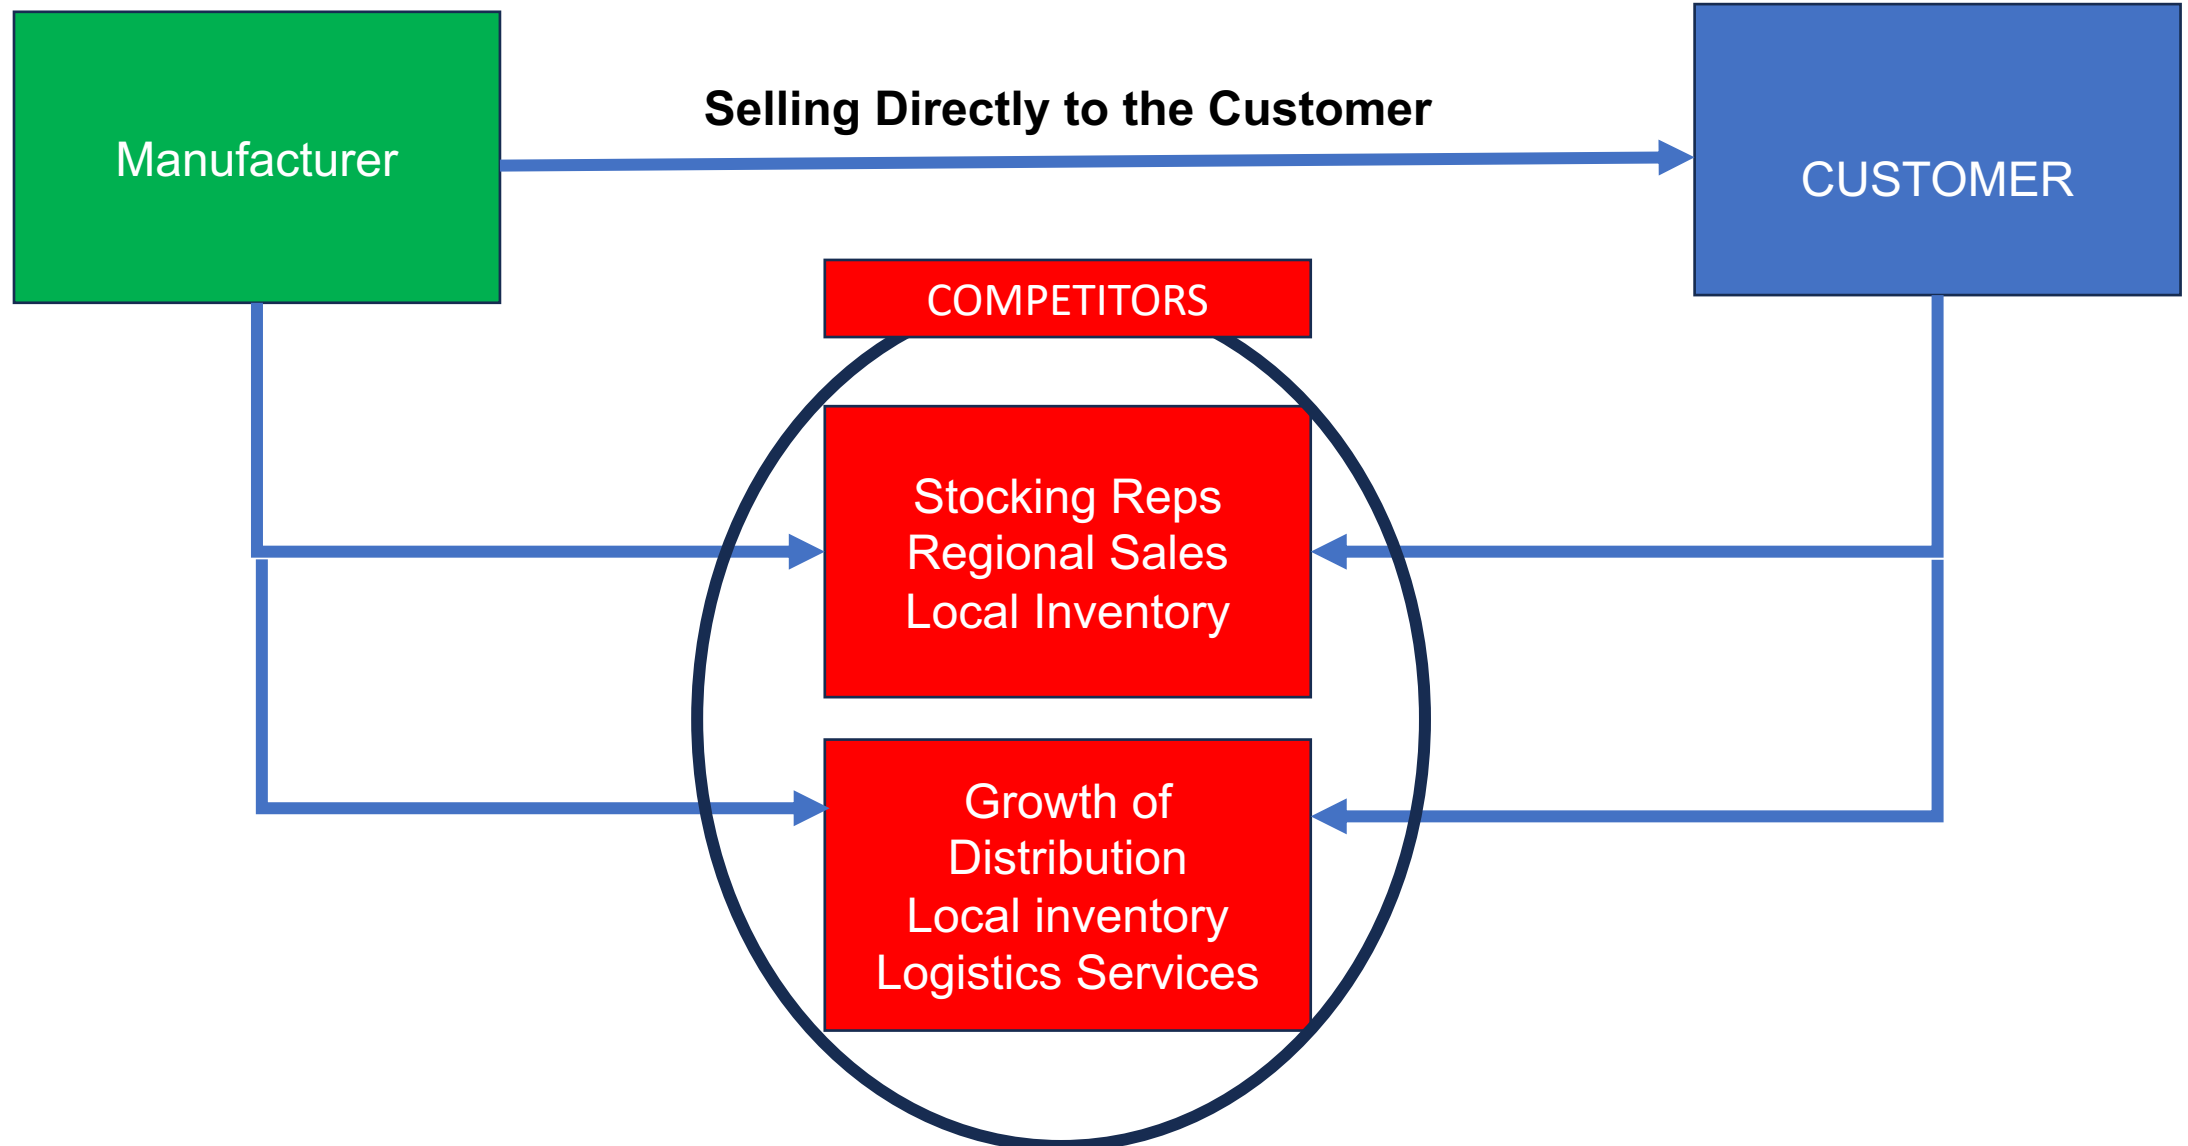 Manufacturer
Selling Directly to the Customer
CUSTOMER
COMPETITORS
Stocking Reps
Regional Sales
Local Inventory
Growth of
Distribution
Local inventory
Logistics Services